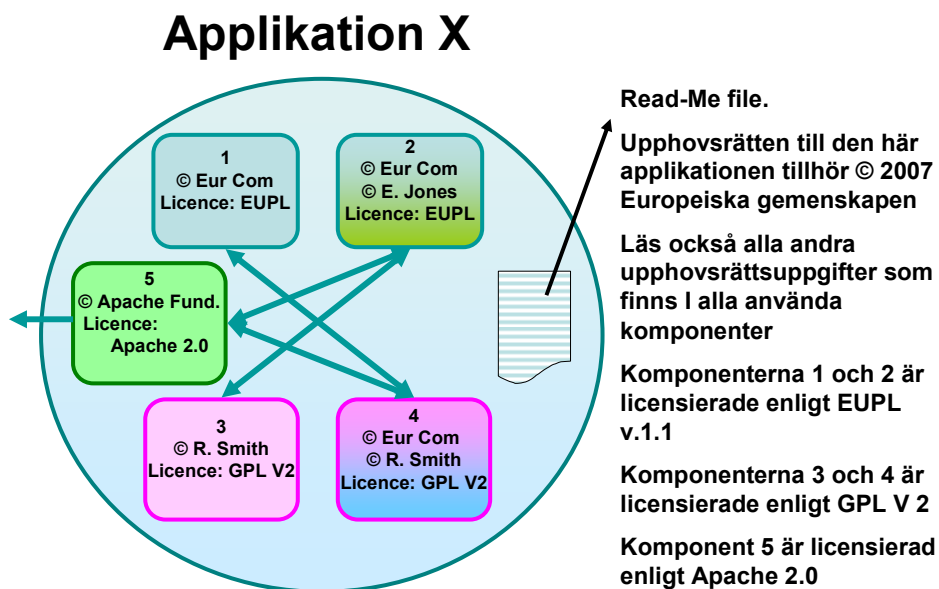 Applikation X
1
© Eur Com
Licence: EUPL
2
© Eur Com
© E. Jones
Licence: EUPL
5
© Apache Fund.
Licence:
Apache 2.0
3
© R. Smith
Licence: GPL V2
4
© Eur Com
© R. Smith
Licence: GPL V2
Read-Me file.
Upphovsrätten till den här
applikationen tillhör © 2007
Europeiska gemenskapen
Läs också alla andra
upphovsrättsuppgifter som
finns I alla använda
komponenter
Komponenterna 1 och 2 är
licensierade enligt EUPL
v.1.1
Komponenterna 3 och 4 är
licensierade enligt GPL V 2
Komponent 5 är licensierad
enligt Apache 2.0